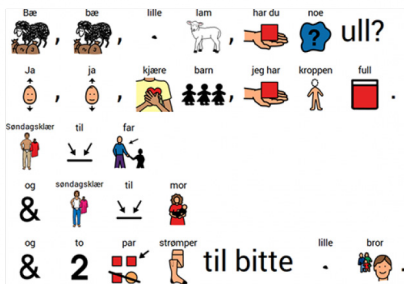 Bæ bæ, lille lam, har du noe ull?
Ja, ja, kjære barn, jeg har kroppen full.
Søndagsklær til far
og søndagsklær til mor
og to par strømper til bitte lille bror.